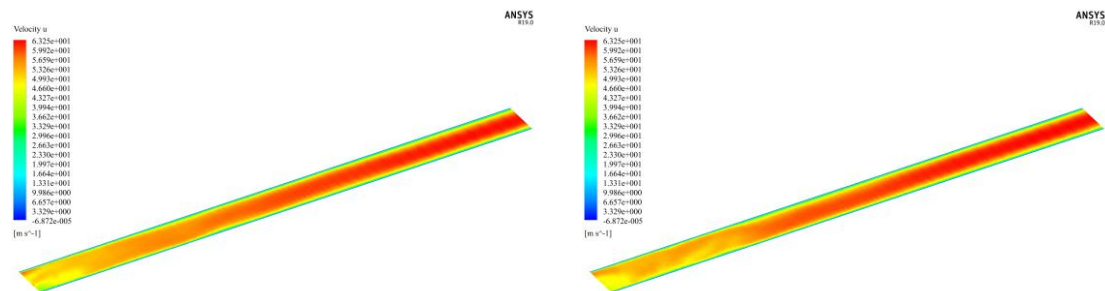 ANSYS
R19.0
Velocity u
6.325e+001
5.992e+001
5.659e+001
5.326e+001
4.993e+001
4.660e+001
4.327e+001
3.994e+001
3.662e+001
3.329e+001
2.996e+001
2.663e+001
2.330e+001
1.997e+001
1.664e+001
1.331e+001
9.986e+000
6.657e+000
3.329e+000
-6.872e-005
[m s^-1]
ANSYS
R19.0
Velocity u
6.325e+001
5.992e+001
5.659e+001
5.326e+001
4.993e+001
4.660e+001
4.327e+001
3.994e+001
3.662e+001
3.329e+001
2.996e+001
2.663e+001
2.330e+001
1.997e+001
1.664e+001
1.331e+001
9.986e+000
6.657e+000
3.329e+000
-6.872e-005
[m s^-1]